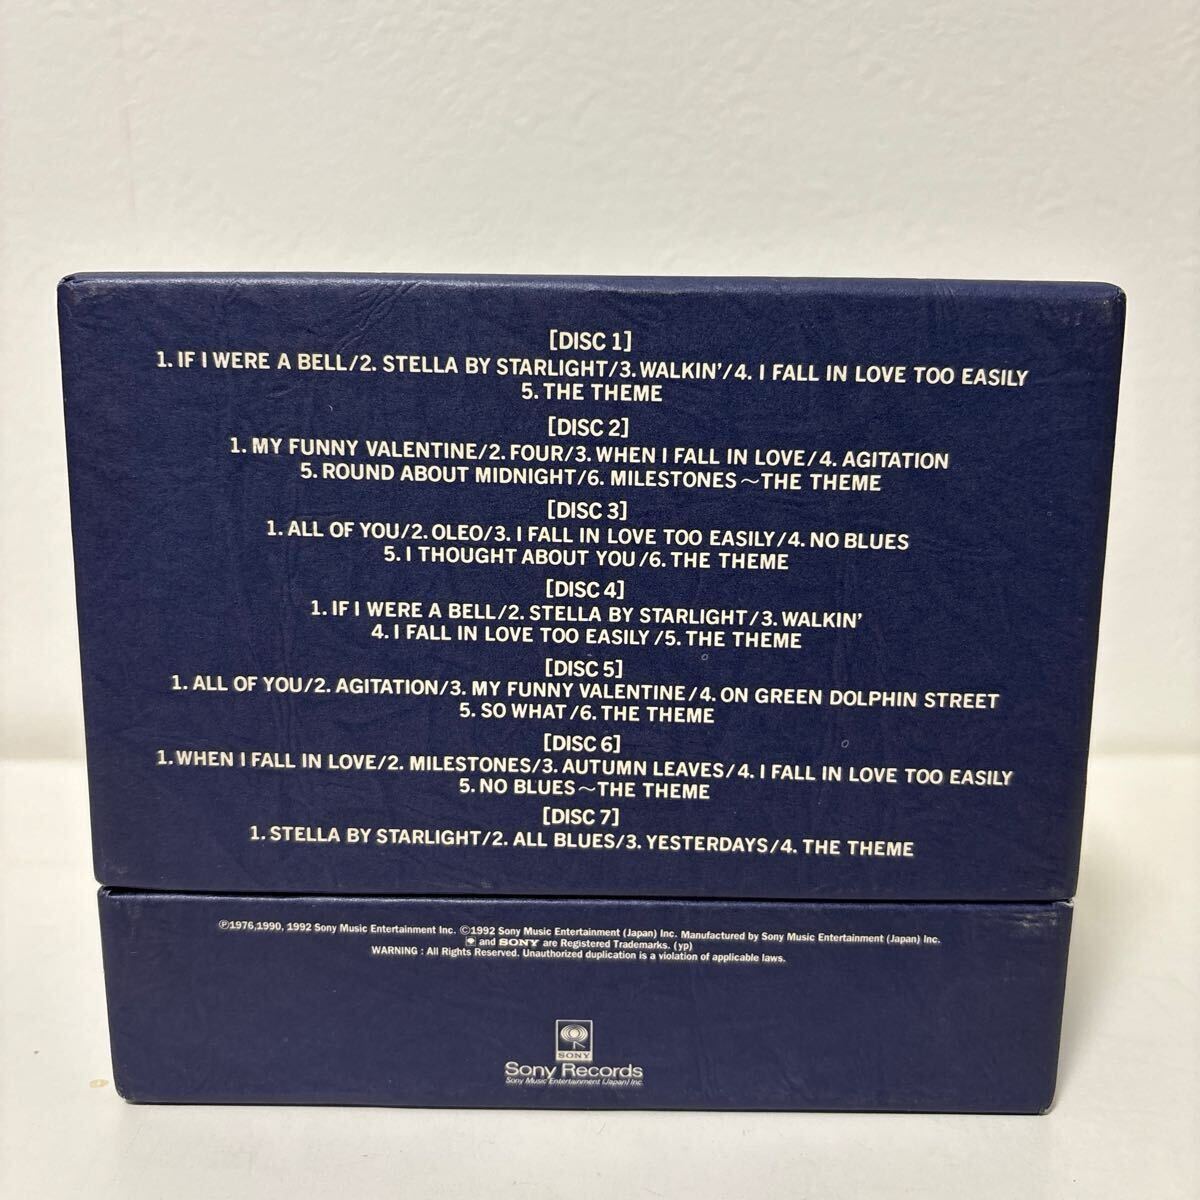 [DISC 1]
1. IF I WERE A BELL/2. STELLA BY STARLIGHT/3. WALKIN'/4. I FALL IN LOVE TOO EASILY
5. THE THEME
[DISC 2]
1. MY FUNNY VALENTINE/2. FOUR/3. WHEN I FALL IN LOVE/4. AGITATION
5. ROUND ABOUT MIDNIGHT/6. MILESTONES～THE THEME
[DISC 3]
1. ALL OF YOU/2. OLEO/3. I FALL IN LOVE TOO EASILY/4. NO BLUES
5. I THOUGHT ABOUT YOU/6. THE THEME
[DISC 4]
1. IF I WERE A BELL/2. STELLA BY STARLIGHT/3. WALKIN'
4. I FALL IN LOVE TOO EASILY/5. THE THEME
[DISC 5]
1. ALL OF YOU/2. AGITATION/3. MY FUNNY VALENTINE/4. ON GREEN DOLPHIN STREET
5. SO WHAT/6. THE THEME
[DISC 6]
1. WHEN I FALL IN LOVE/2. MILESTONES/3. AUTUMN LEAVES/4. I FALL IN LOVE TOO EASILY
5. NO BLUES～THE THEME
[DISC 7]
1. STELLA BY STARLIGHT/2. ALL BLUES/3. YESTERDAYS/4. THE THEME
℗1976,1990, 1992 Sony Music Entertainment Inc. ©1992 Sony Music Entertainment (Japan) Inc. Manufactured by Sony Music Entertainment (Japan) Inc.
and SONY are Registered Trademarks. (yp)
WARNING : All Rights Reserved. Unauthorized duplication is a violation of applicable laws.
SONY
Sony Records
Sony Music Entertainment (Japan) Inc.